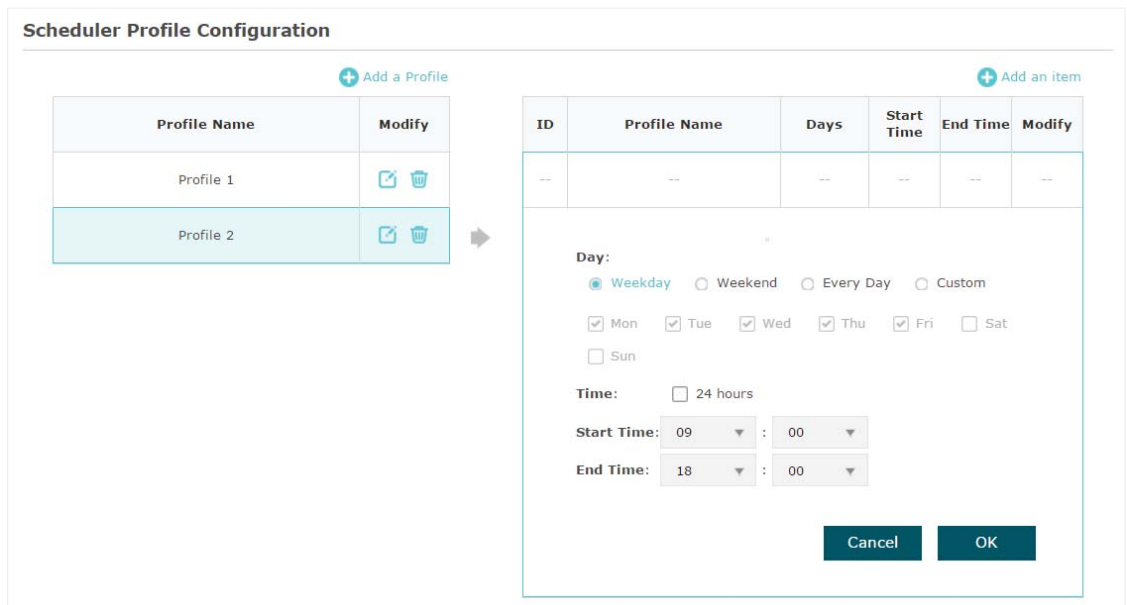 Scheduler Profile Configuration
Add a Profile
Profile Name Modify
Profile 1
Profile 2
Add an item
ID Profile Name Days Start Time End Time Modify
-- -- -- -- -- --
Day:
Weekday Weekend Every Day Custom
Mon Tue Wed Thu Fri Sat
Sun
Time: 24 hours
Start Time: 09 : 00
End Time: 18 : 00
Cancel OK